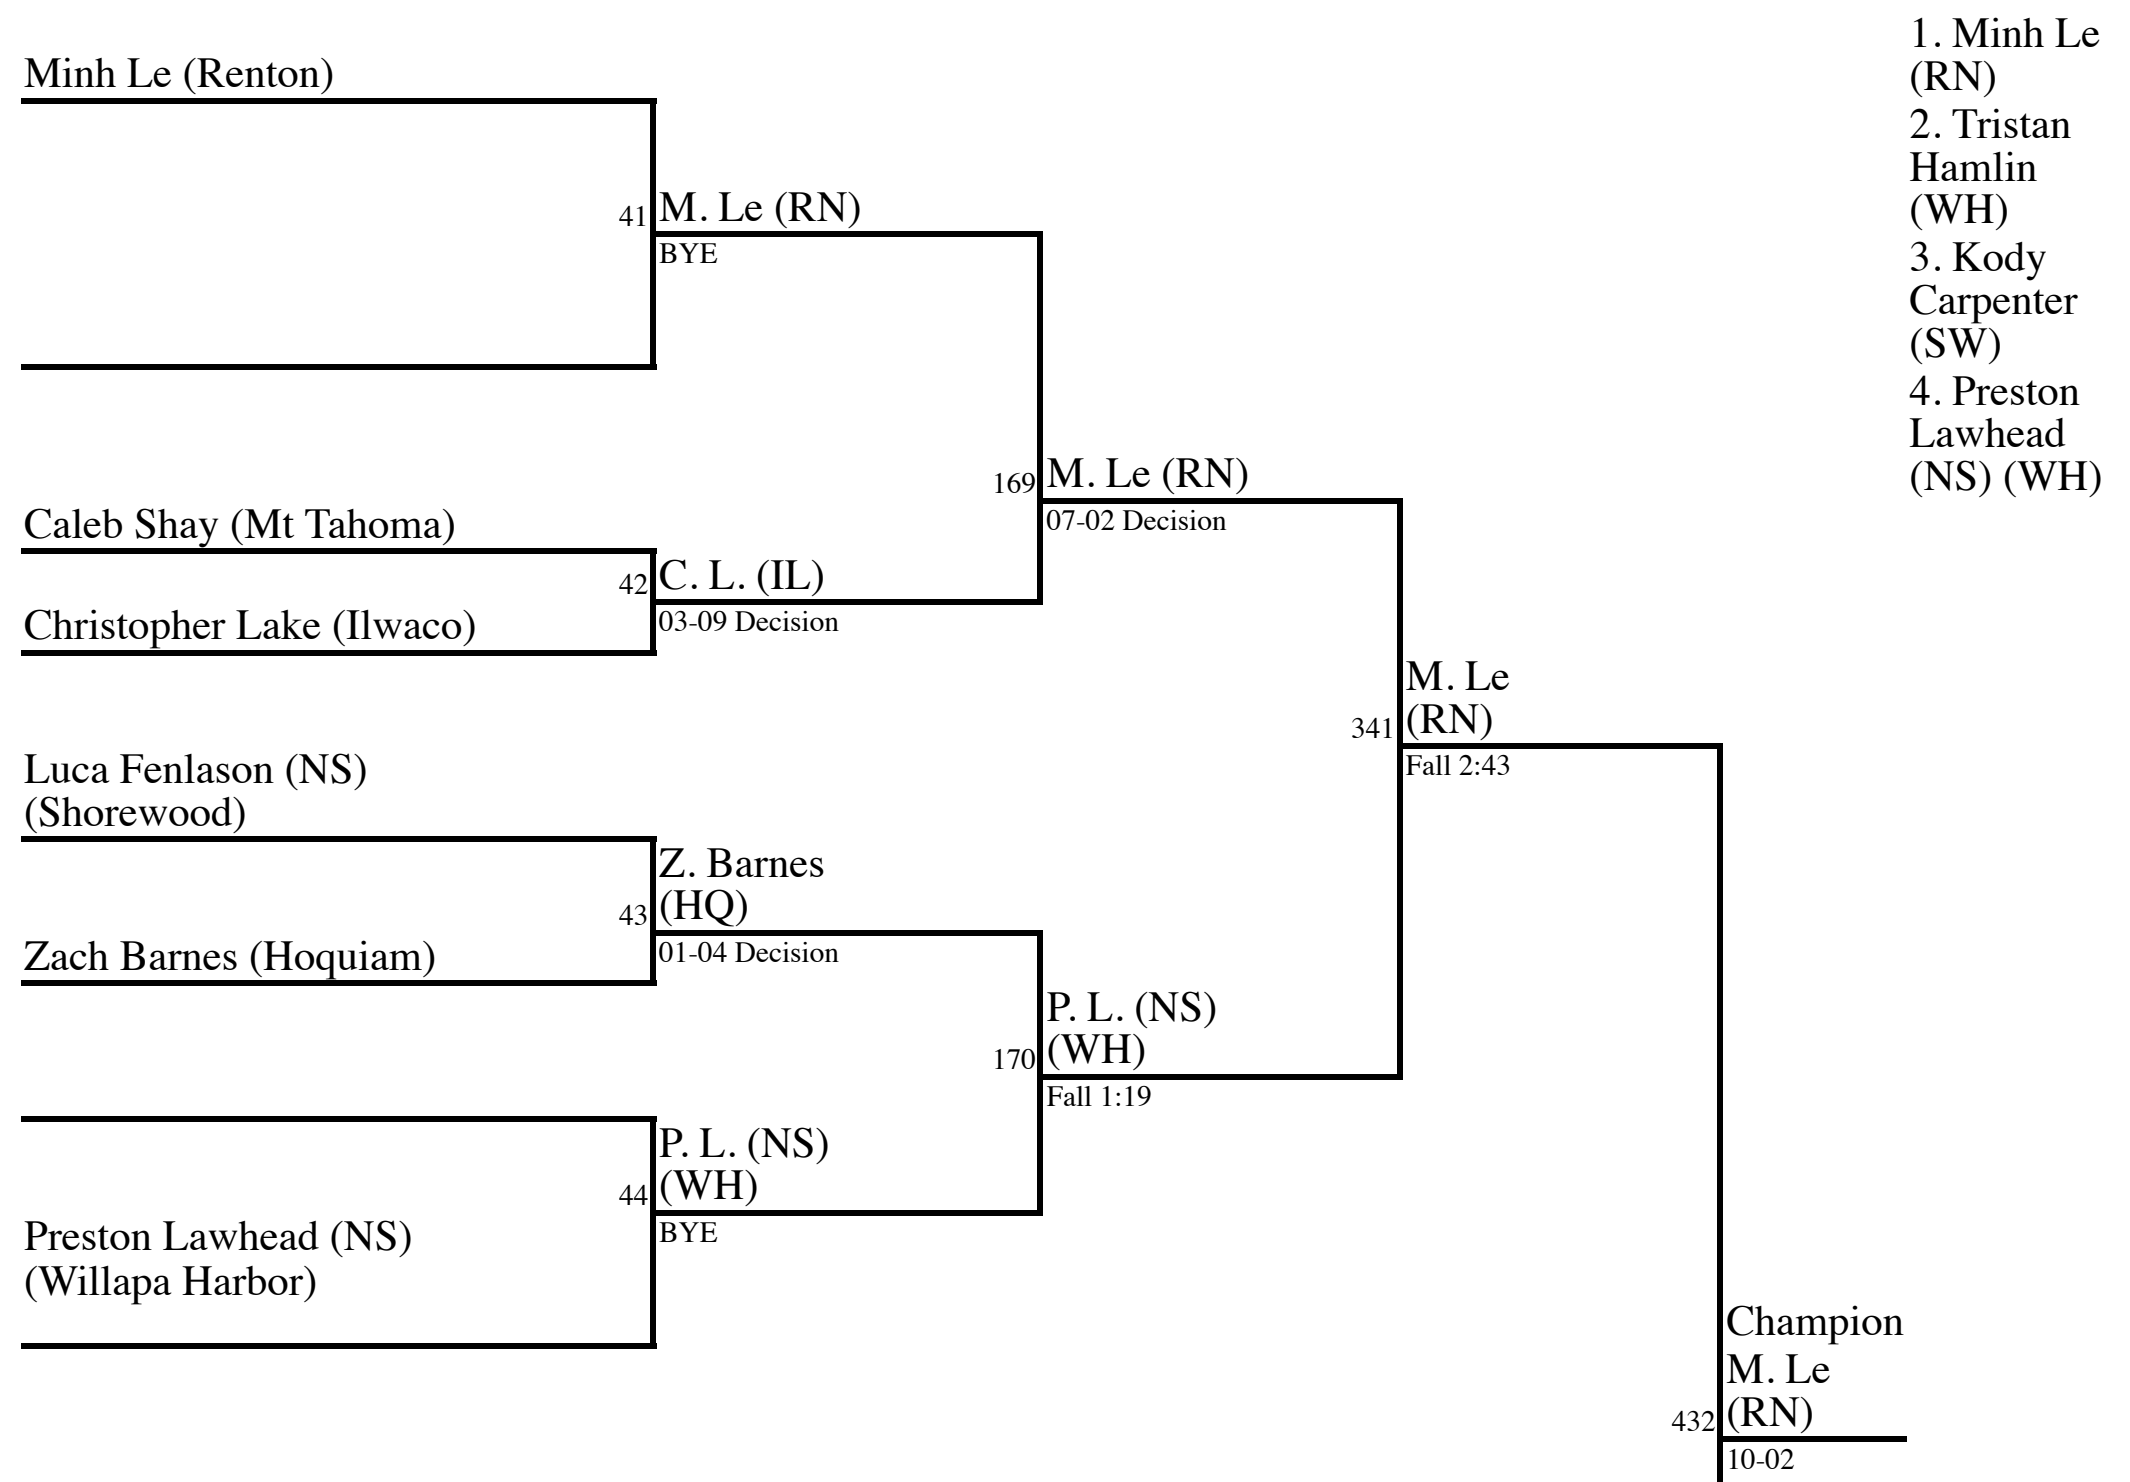 Minh Le (Renton)
41
M. Le (RN)
BYE
Caleb Shay (Mt Tahoma)
42
C. L. (IL)
03-09 Decision
Christopher Lake (Ilwaco)
169
M. Le (RN)
07-02 Decision
Luca Fenlason (NS)
(Shorewood)
43
Z. Barnes
(HQ)
01-04 Decision
Zach Barnes (Hoquiam)
44
P. L. (NS)
(WH)
BYE
Preston Lawhead (NS)
(Willapa Harbor)
170
P. L. (NS)
(WH)
Fall 1:19
341
M. Le
(RN)
Fall 2:43
Champion
432
M. Le
(RN)
10-02
1. Minh Le
(RN)
2. Tristan
Hamlin
(WH)
3. Kody
Carpenter
(SW)
4. Preston
Lawhead
(NS) (WH)